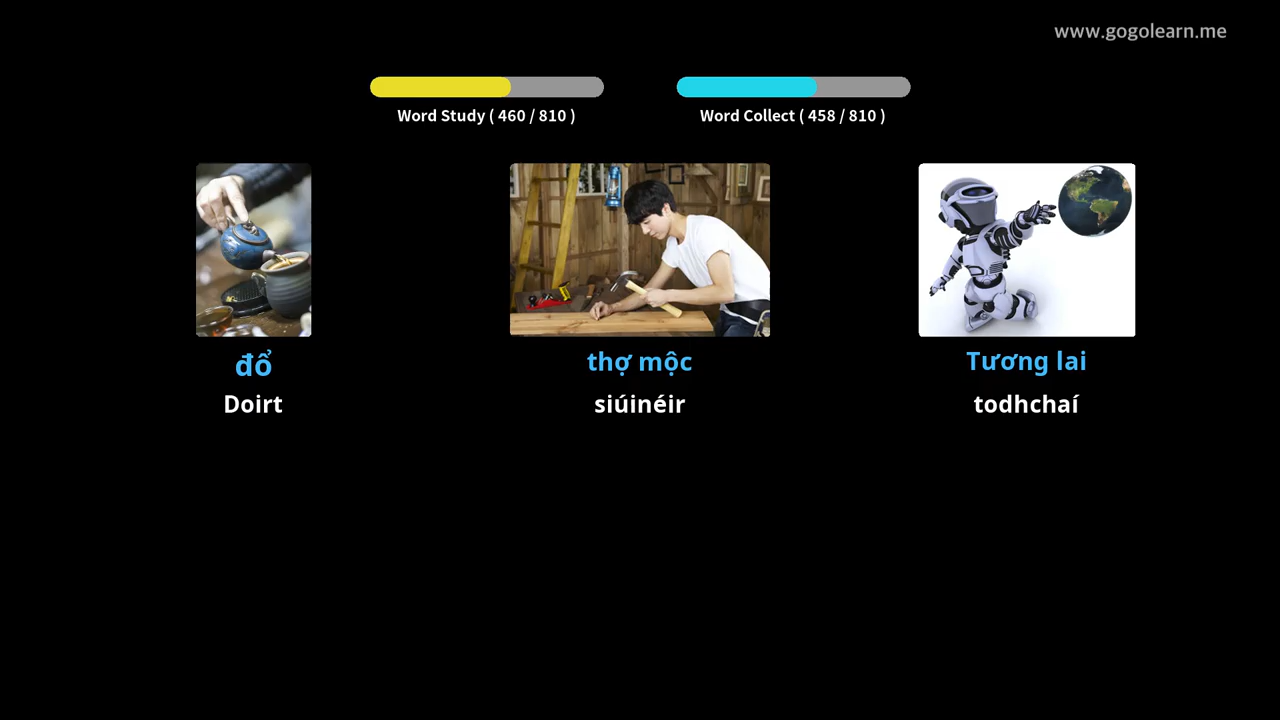 www.gogolearn.me
Word Study ( 460 / 810 )
Word Collect ( 458 / 810 )
đổ
thợ mộc
Tương lai
Doirt
siúinéir
todhchaí